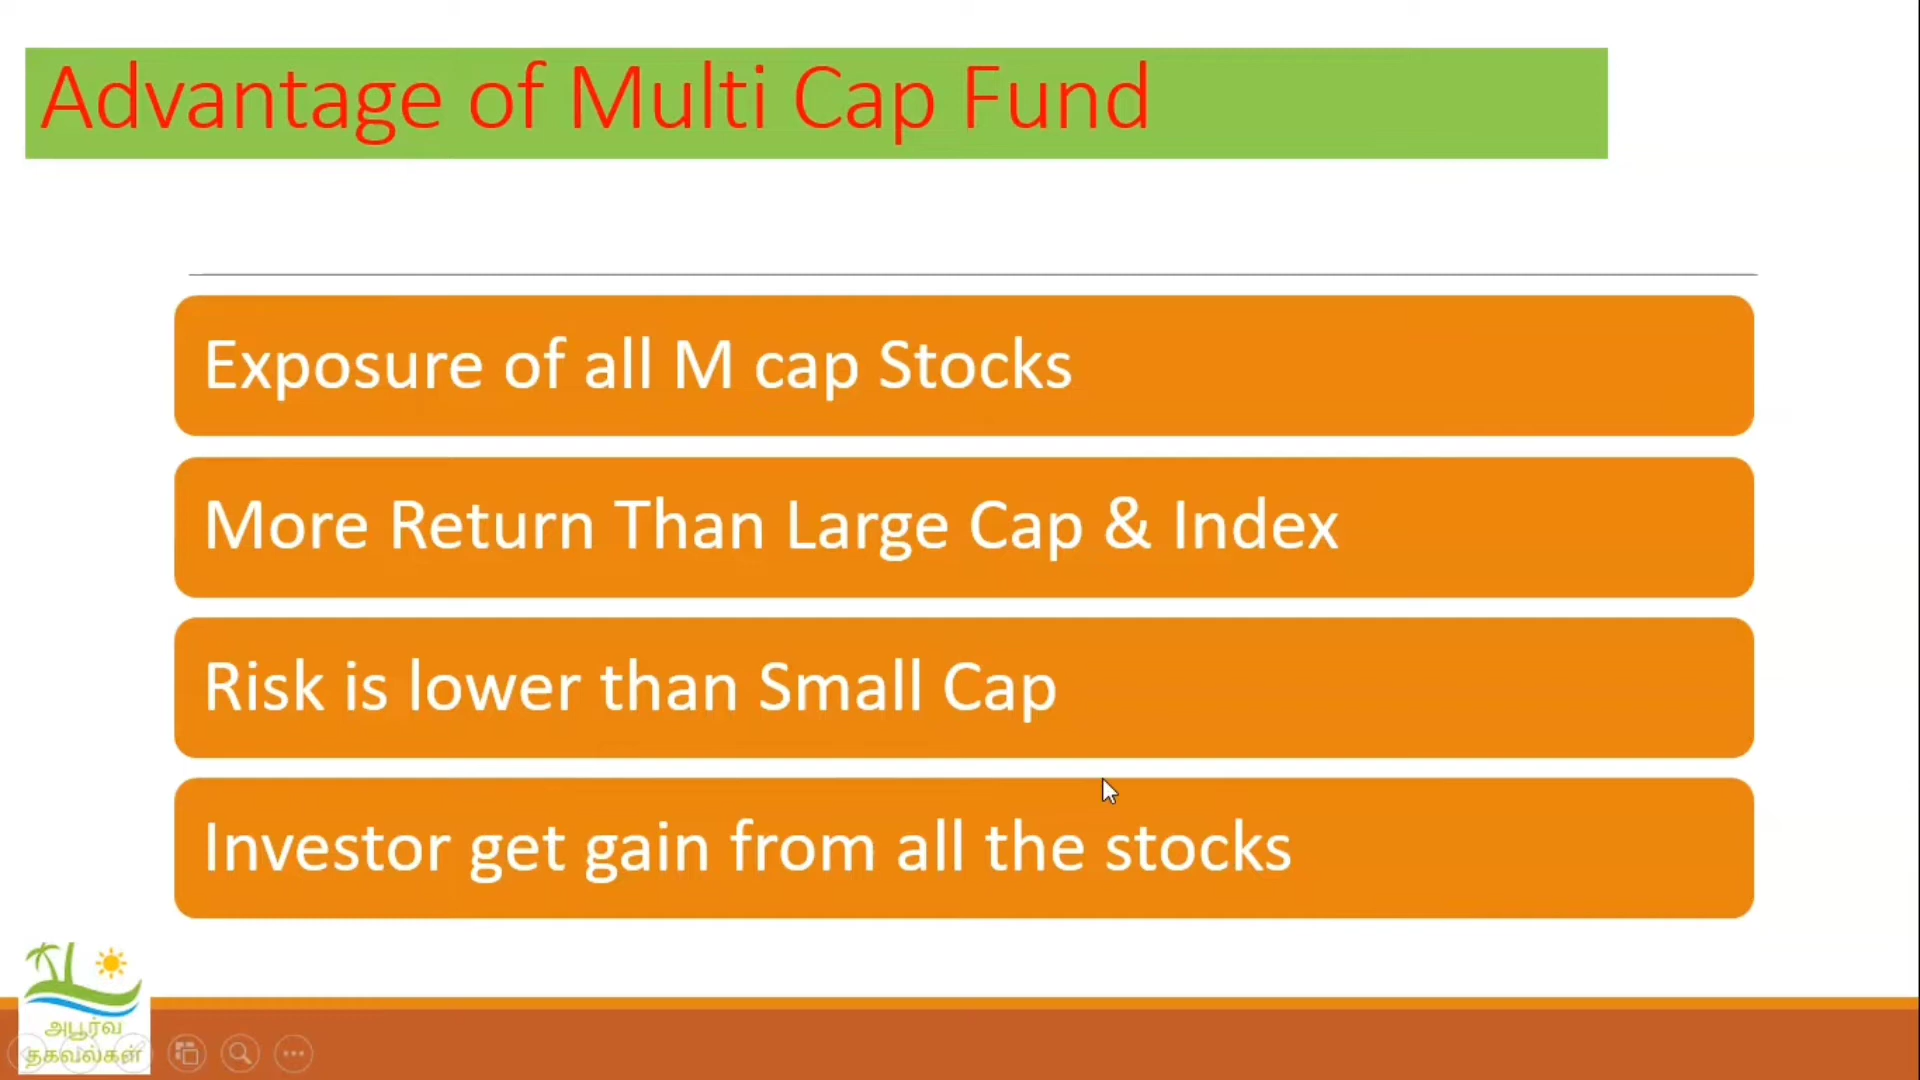 Advantage of Multi Cap Fund
Exposure of all M cap Stocks
More Return Than Large Cap & Index
Risk is lower than Small Cap
Investor get gain from all the stocks
அபூர்வ
தகவல்கள்